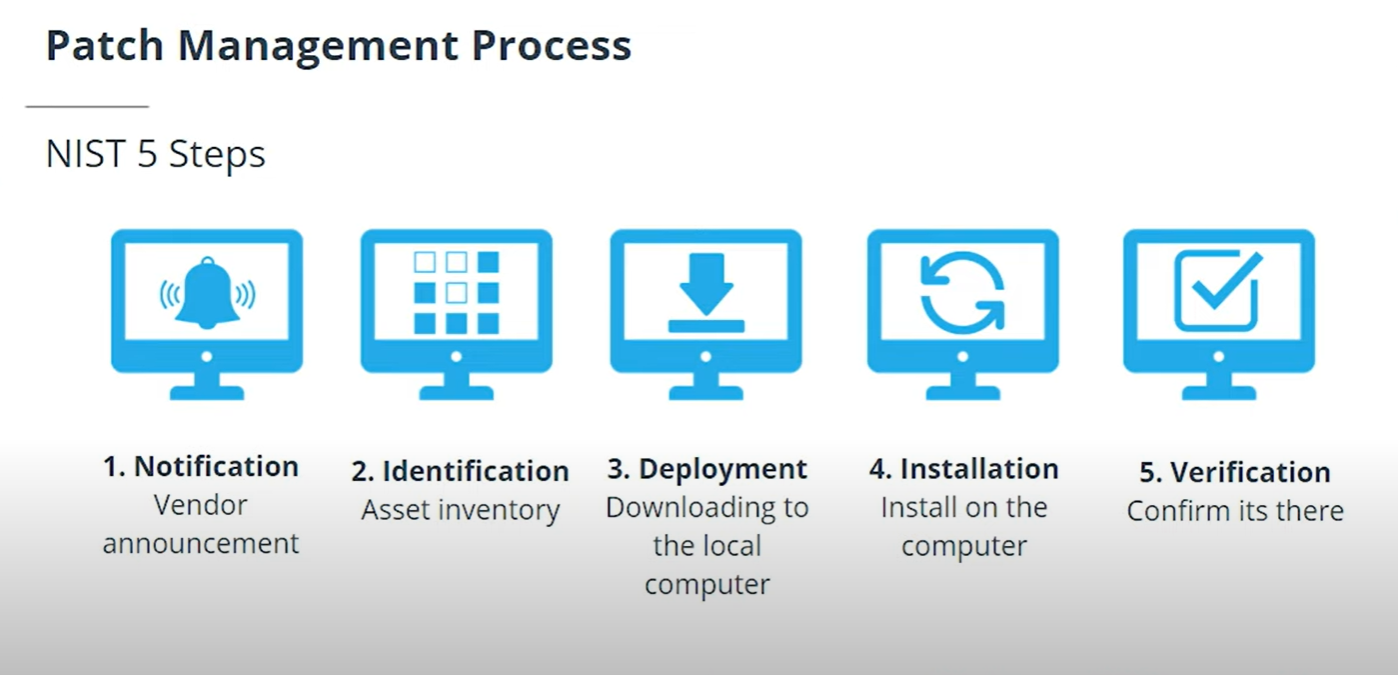 Patch Management Process
NIST 5 Steps
1. Notification
Vendor
announcement
2. Identification
Asset inventory
3. Deployment
Downloading to
the local
computer
4. Installation
Install on the
computer
5. Verification
Confirm its there